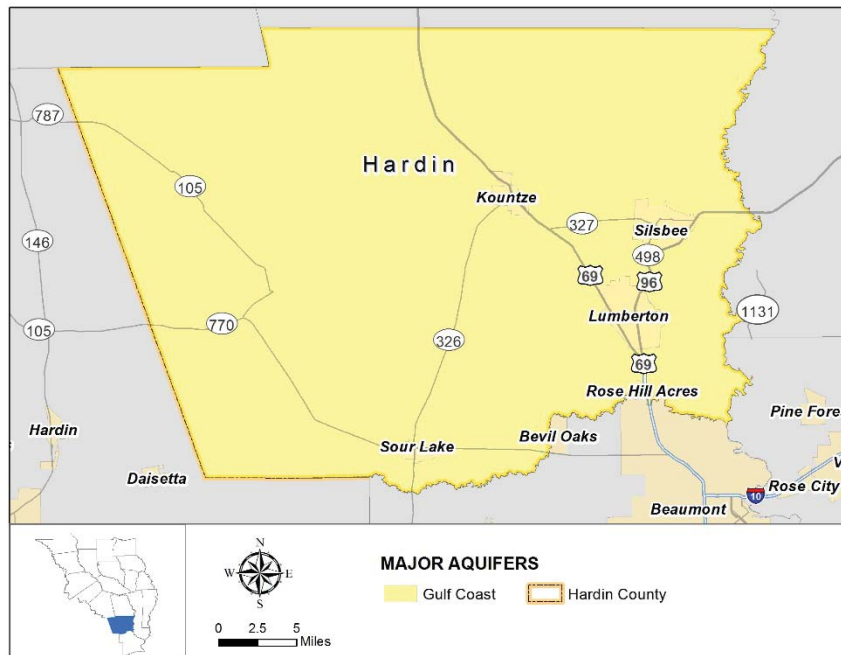 787
105
Hardin
Kountze
327
Silsbee
498
146
69
96
Lumberton
1131
105
770
326
69
Rose Hill Acres
Pine Fores
Hardin
Sour Lake
Bevil Oaks
Daisetta
V
10
Rose City
Beaumont
N
W E
S
0 2.5 5
Miles
MAJOR AQUIFERS
Gulf Coast
Hardin County